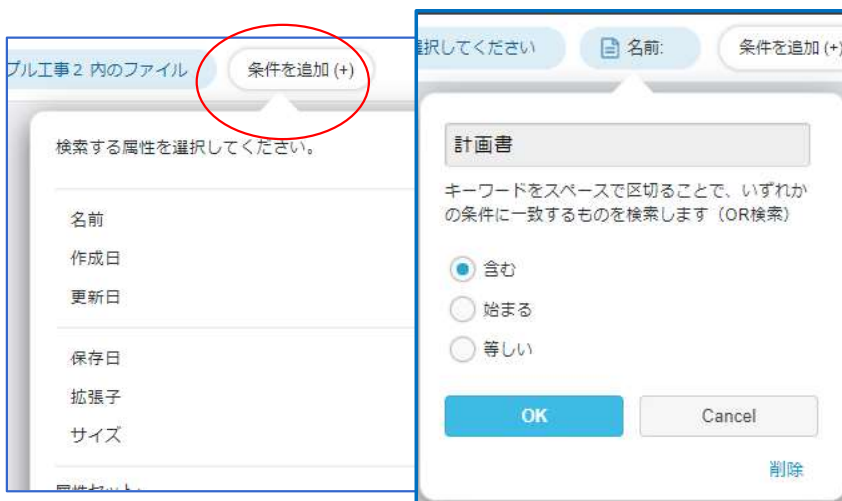 プル工事２ 内のファイル
条件を追加 (+)
検索する属性を選択してください。
名前
作成日
更新日
保存日
拡張子
サイズ
択してください
名前:
条件を追加 (+)
計画書
キーワードをスペースで区切ることで、いずれか
の条件に一致するものを検索します（OR検索）
含む
始まる
等しい
OK
Cancel
削除